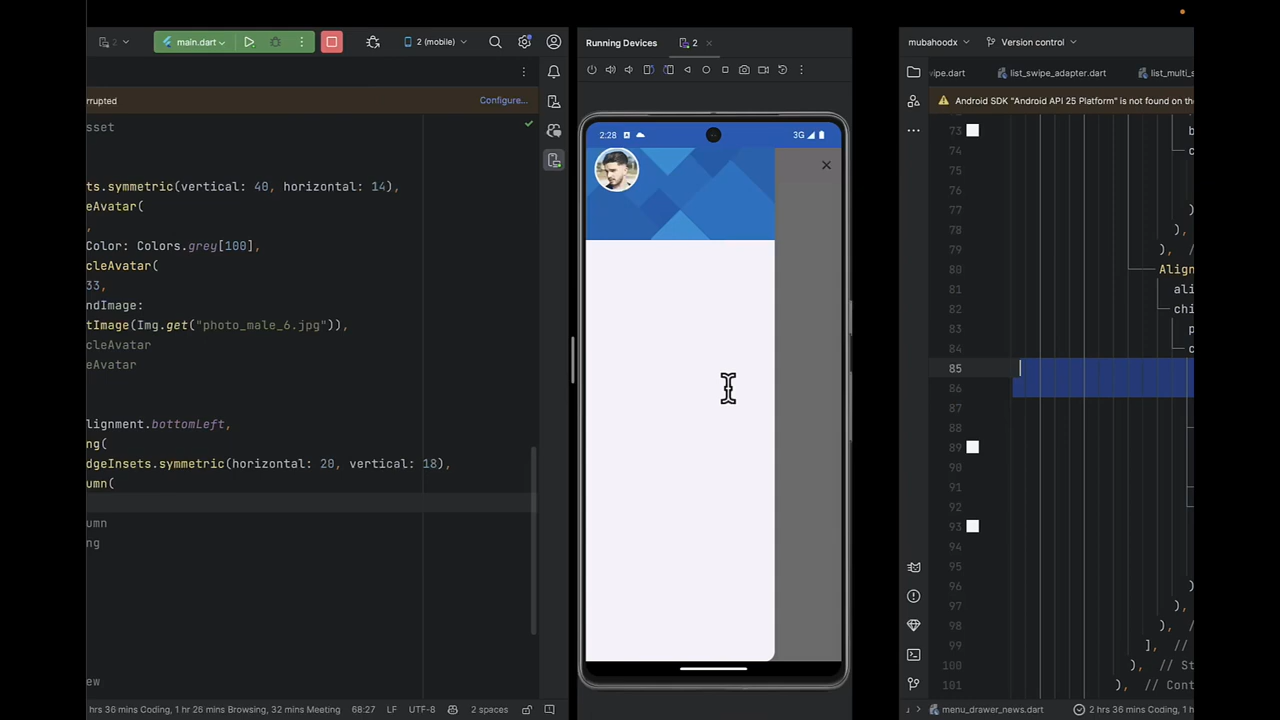 2
main.dart
2 (mobile)
rrupted
Configure...
sset
ts.symmetric(vertical: 40, horizontal: 14),
eAvatar(
,
Color: Colors.grey[100],
cleAvatar(
33,
ndImage:
tImage(Img.get("photo_male_6.jpg")),
cleAvatar
eAvatar
lignment.bottomLeft,
ng(
dgeInsets.symmetric(horizontal: 20, vertical: 18),
umn(
umn
ng
ew
hrs 36 mins Coding, 1 hr 26 mins Browsing, 32 mins Meeting
68:27
LF
UTF-8
2 spaces
Running Devices
2
2:28
3G
mubahoodx
Version control
wipe.dart
list_swipe_adapter.dart
list_multi_s
Android SDK "Android API 25 Platform" is not found on the
73 b
74 c
75
76
77 )
78 ),
79 ), /
80 Align
81 ali
82 chi
83 p
84 c
85
86
87
88
89
90
91
92
93
94
95
96 )
97 ),
98 ), /
99 ], //
100 ), // St
101 ), // Cont
menu_drawer_news.dart
2 hrs 36 mins Coding, 1